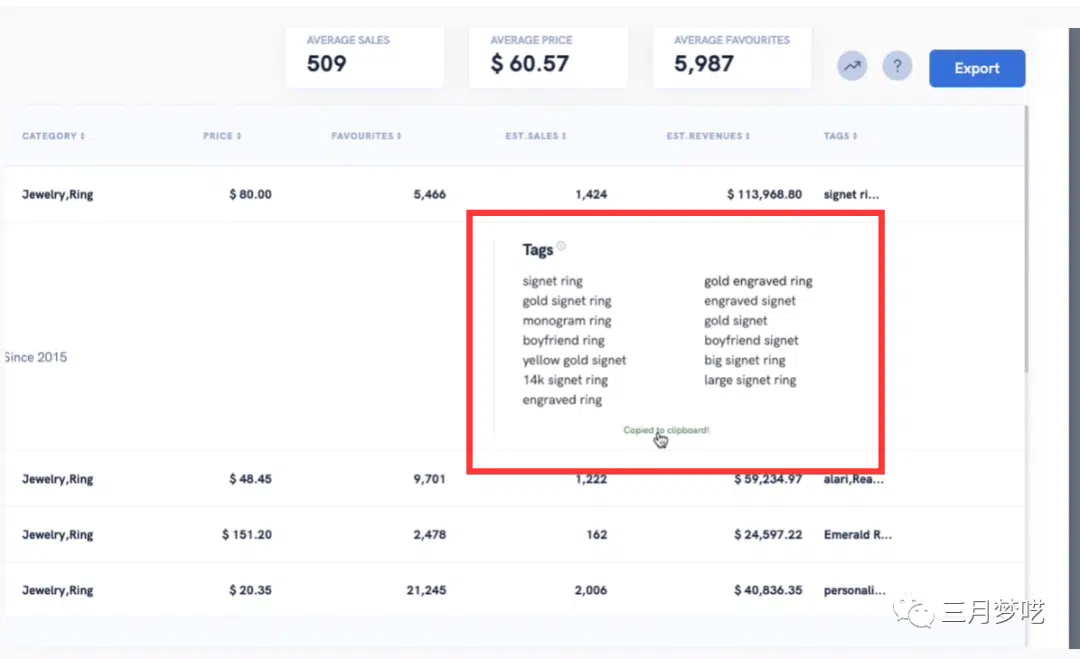 AVERAGE SALES
509
AVERAGE PRICE
$ 60.57
AVERAGE FAVOURITES
5,987
?
Export
CATEGORY PRICE FAVOURITES EST.SALES EST.REVENUES TAGS
Jewelry,Ring $ 80.00 5,466 1,424 $ 113,968.80 signet ri...
Since 2015
Tags
signet ring
gold signet ring
monogram ring
boyfriend ring
yellow gold signet
14k signet ring
engraved ring
gold engraved ring
engraved signet
gold signet
boyfriend signet
big signet ring
large signet ring
Copied to clipboard!
Jewelry,Ring $ 48.45 9,701 1,222 $ 59,234.97 alari,Rea...
Jewelry,Ring $ 151.20 2,478 162 $ 24,597.22 Emerald R...
Jewelry,Ring $ 20.35 21,245 2,006 $ 40,836.35 personali...
三月梦呓